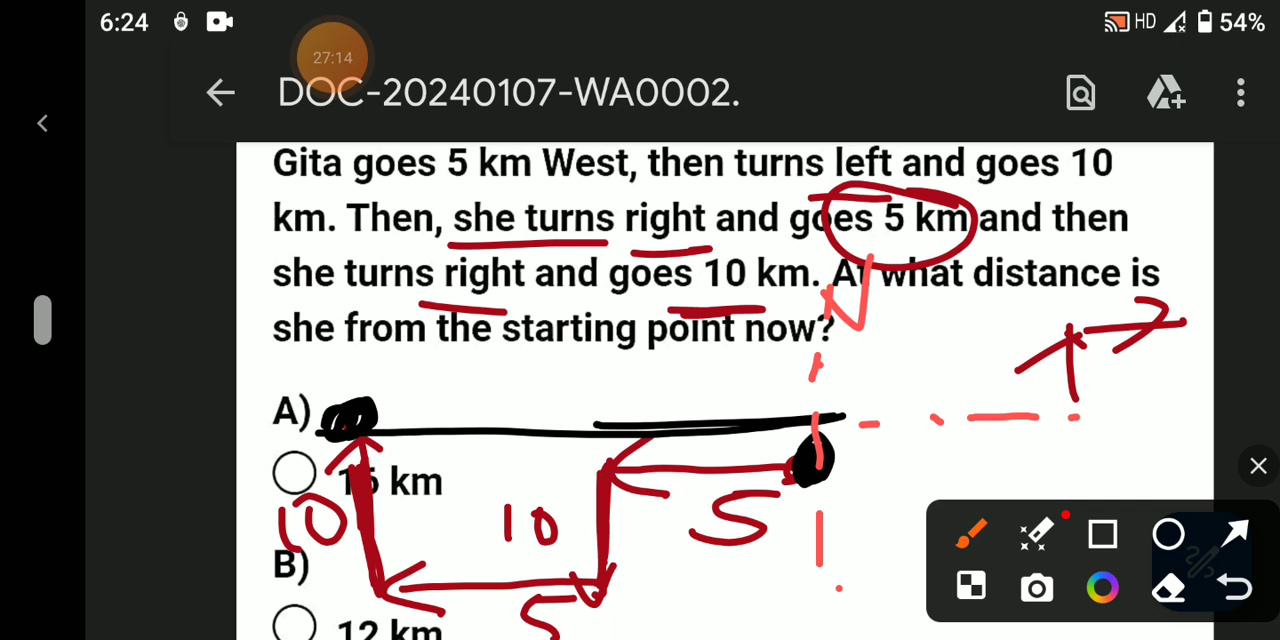 6:24 HD 54%
27:14
DOC-20240107-WA0002.
Gita goes 5 km West, then turns left and goes 10
km. Then, she turns right and goes 5 km and then
she turns right and goes 10 km. At what distance is
she from the starting point now?
N
A)
15 km
10 10 5
B)
5
12 km